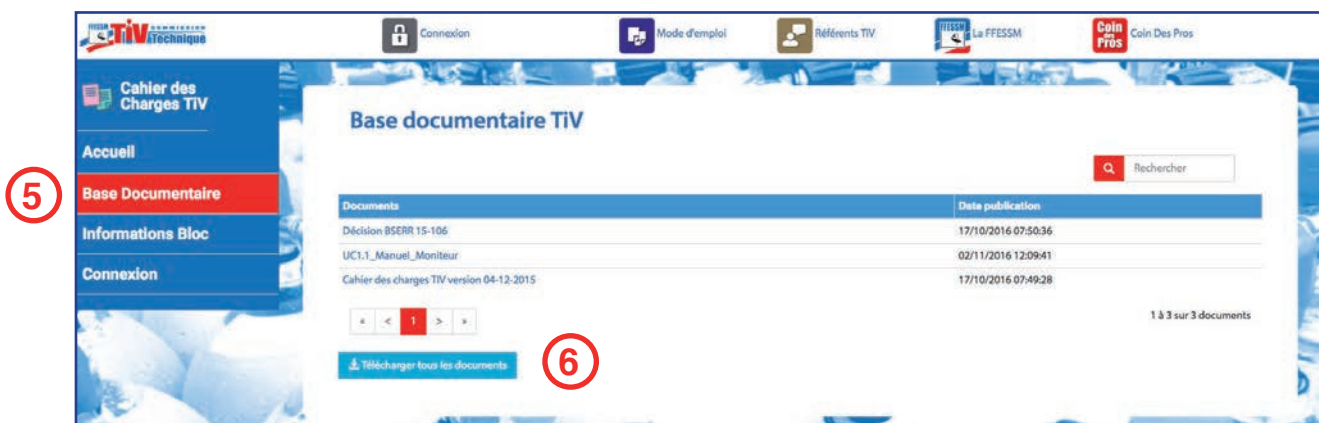 FFESSM TiV COMMISSION Technique
Connexion
Mode d'emploi
Référents TIV
FFESSM La FFESSM
Coin des Pros Coin Des Pros
Cahier des
Charges TiV
Accueil
5
Base Documentaire
Informations Bloc
Connexion
Base documentaire TiV
Rechercher
Documents Date publication
Décision BSERR 15-106 17/10/2016 07:50:36
UC1.1_Manuel_Moniteur 02/11/2016 12:09:41
Cahier des charges TIV version 04-12-2015 17/10/2016 07:49:28
« < 1 > »
1 à 3 sur 3 documents
Télécharger tous les documents
6